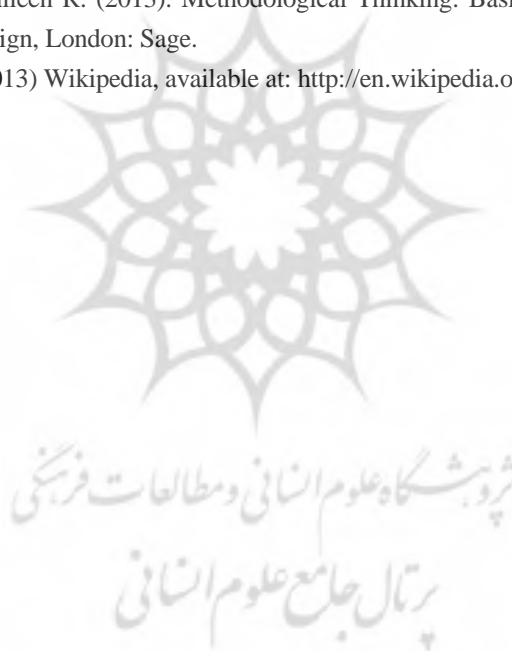 (2013). Methodological Thinking: Basi
ign, London: Sage.
013) Wikipedia, available at: http://en.wikipedia.o
پژوهشگاه علوم انسانی و مطالعات فرهنگی
پرتال جامع علوم انسانی